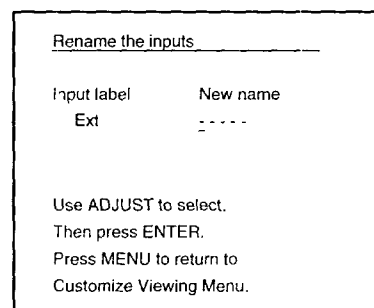 Rename the inputs
Input label New name
Ext - - - - -
Use ADJUST to select.
Then press ENTER.
Press MENU to return to
Customize Viewing Menu.